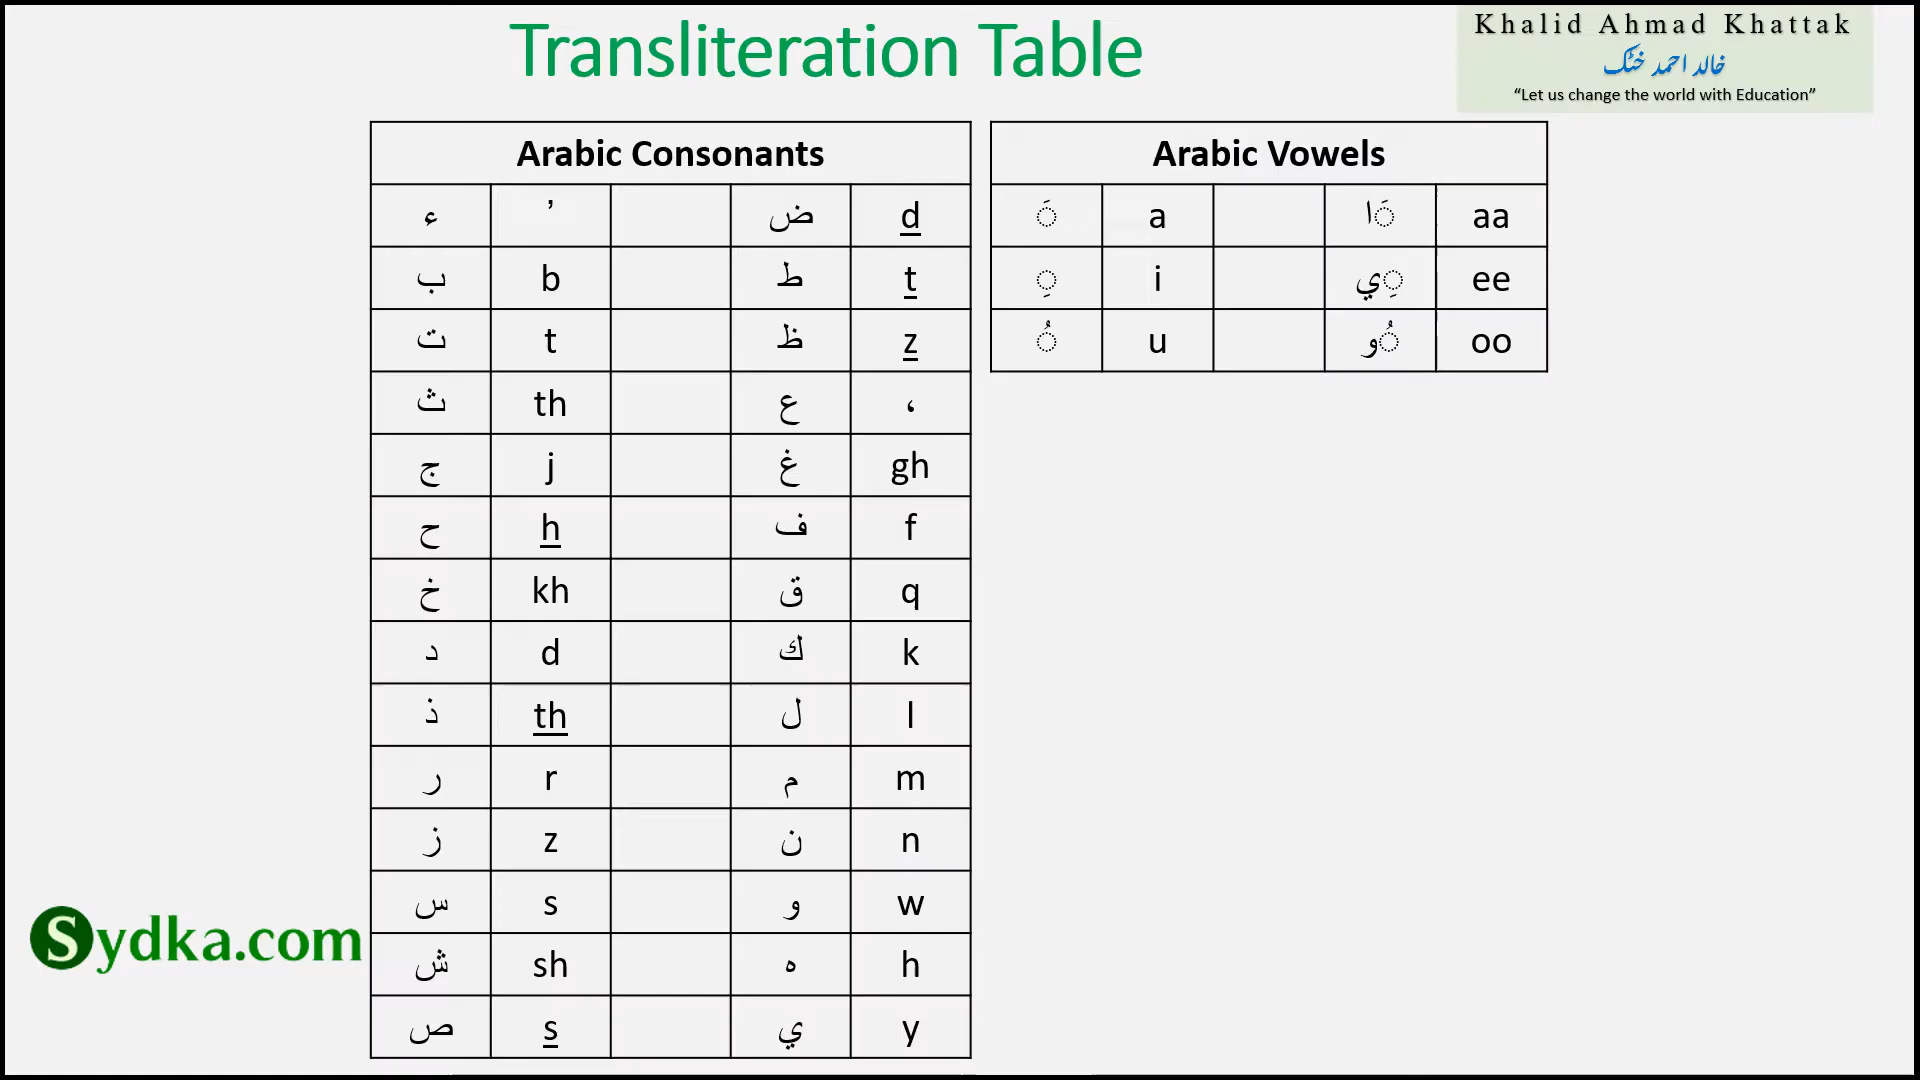 Transliteration Table
Khalid Ahmad Khattak
خالد احمد خٹک
“Let us change the world with Education”
Arabic Consonants
ء ’ ض d
ب b ط t
ت t ظ z
ث th ع ،
ج j غ gh
ح h ف f
خ kh ق q
د d ك k
ذ th ل l
ر r م m
ز z ن n
س s و w
ش sh ه h
ص s ي y
Arabic Vowels
◌َ a ◌َا aa
◌ِ i ◌ِي ee
◌ُ u ◌ُو oo
Sydka.com